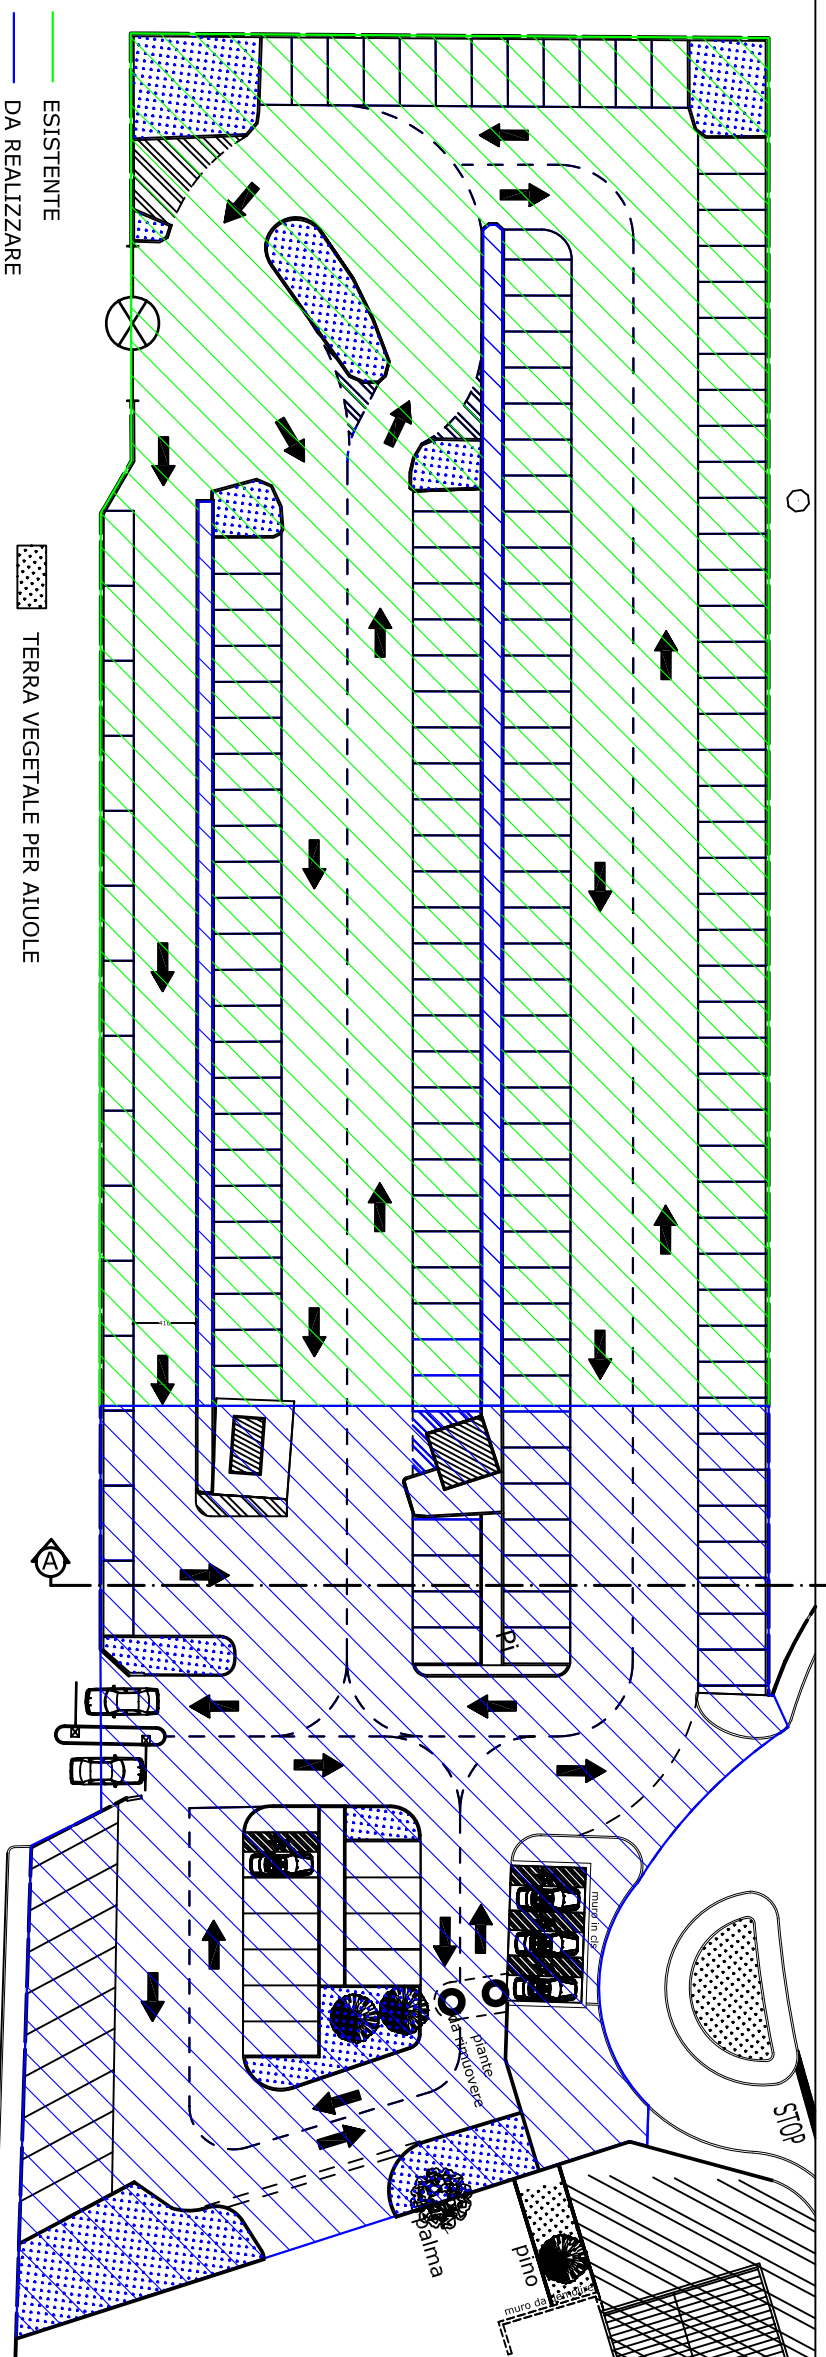 ESISTENTE
DA REALIZZARE
TERRA VEGETALE PER AIUOLE
A
Pi
muro in cls
piante
da rimuovere
STOP
palma
pino
muro da demolire